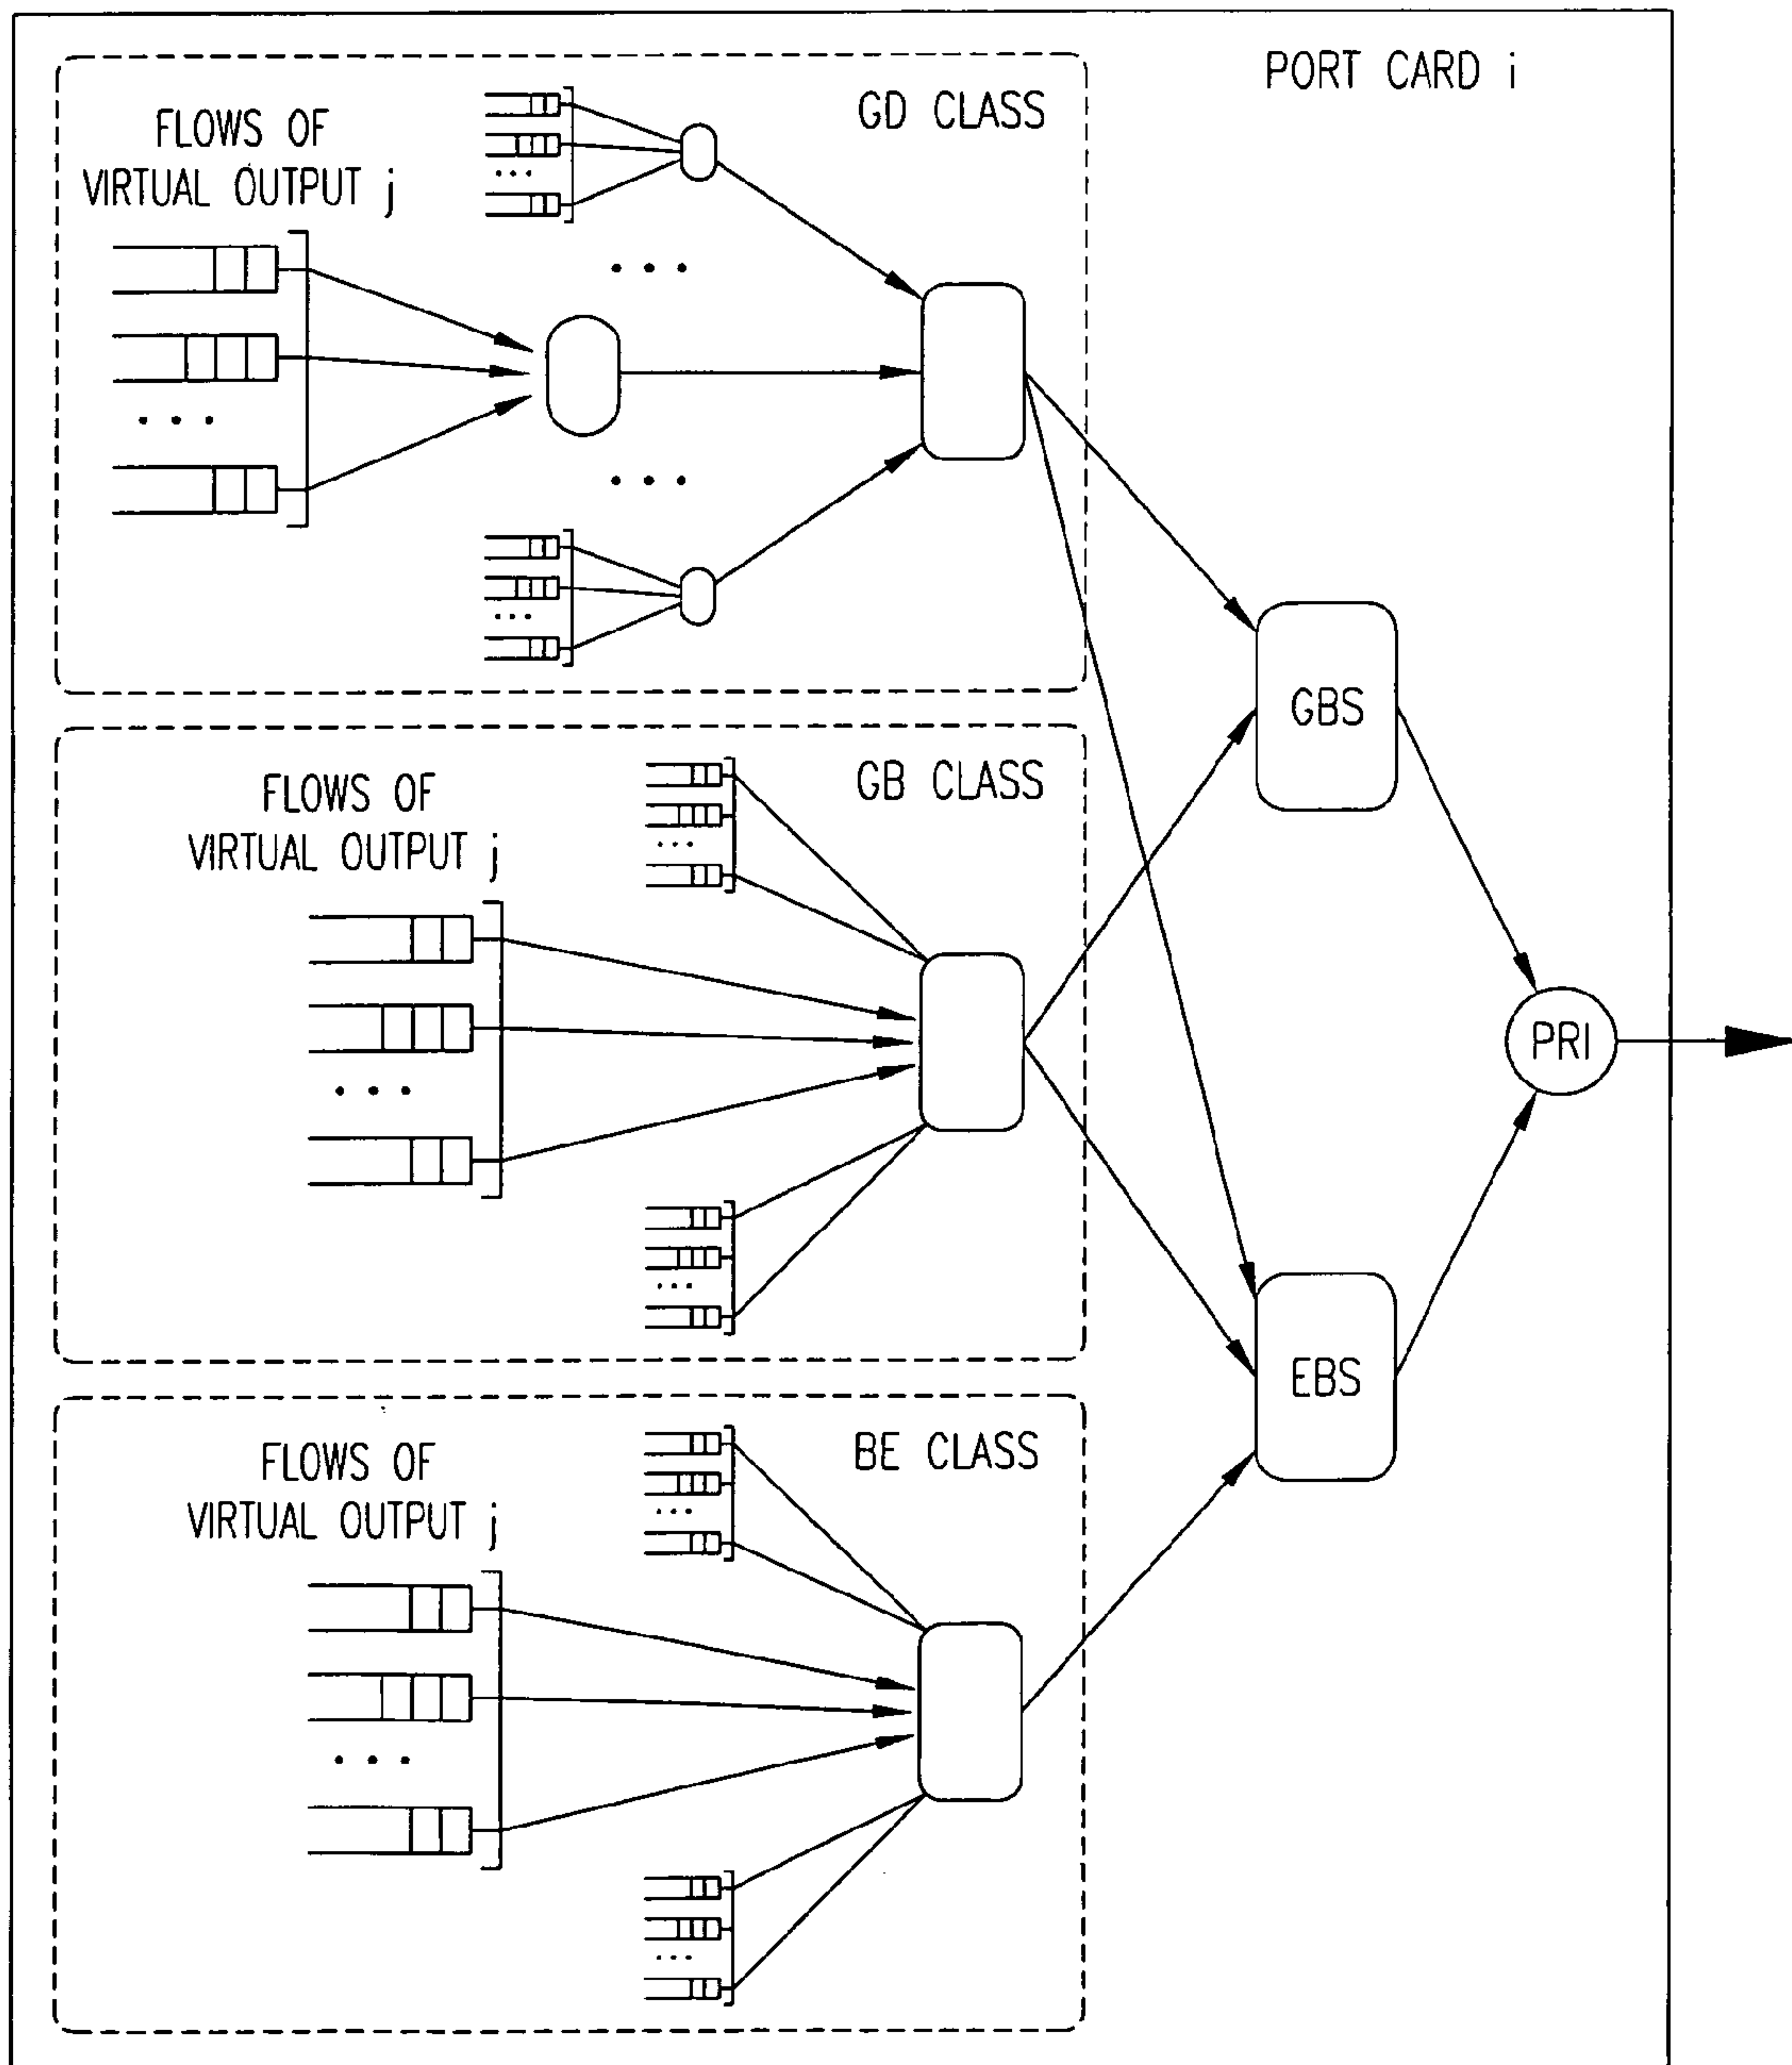 PORT CARD i
GD CLASS
FLOWS OF
VIRTUAL OUTPUT j
GBS
GB CLASS
FLOWS OF
VIRTUAL OUTPUT j
PRI
EBS
BE CLASS
FLOWS OF
VIRTUAL OUTPUT j